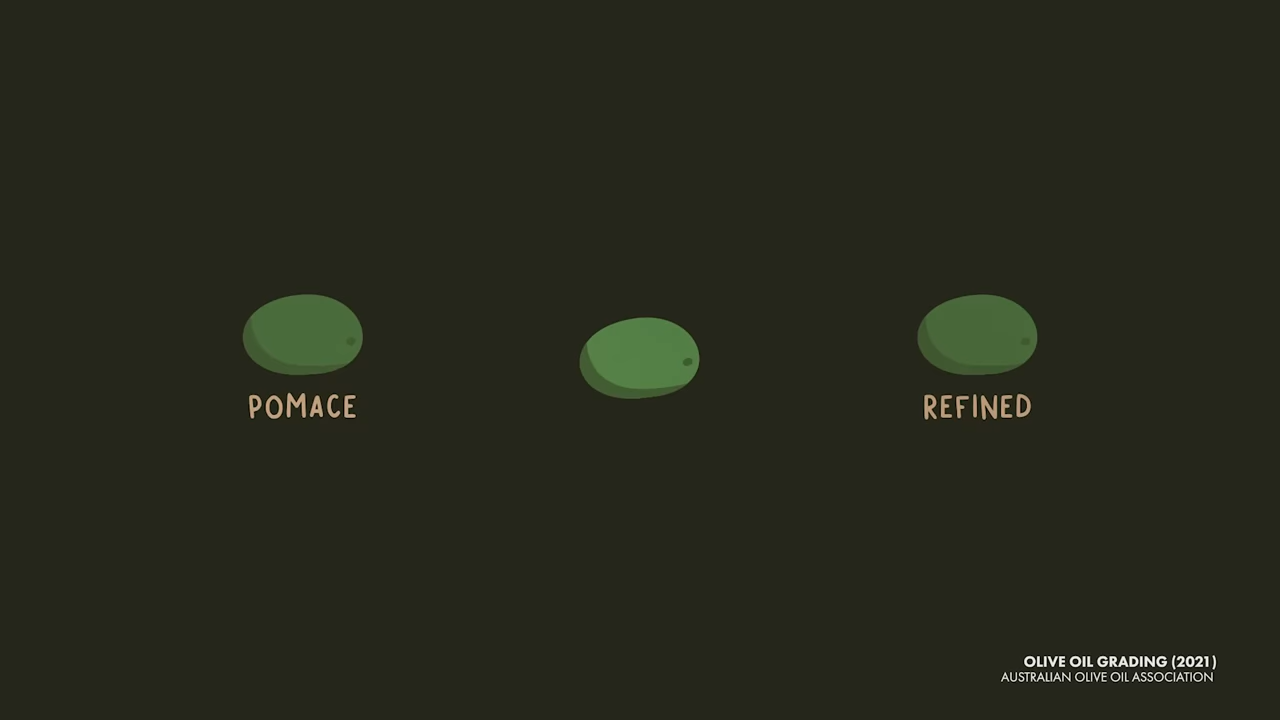 POMACE
REFINED
OLIVE OIL GRADING (2021)
AUSTRALIAN OLIVE OIL ASSOCIATION